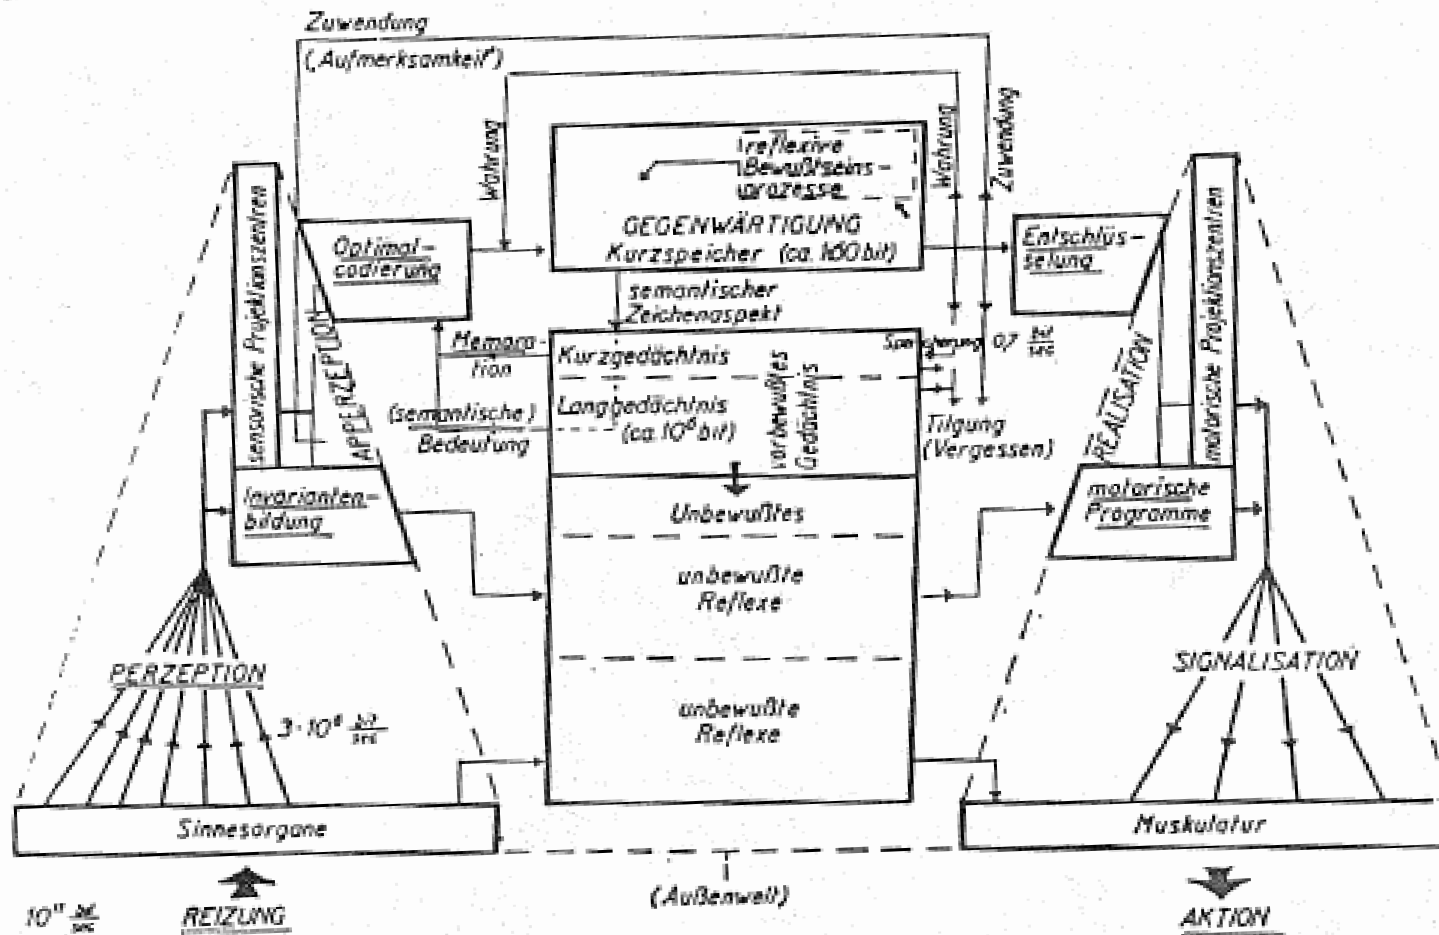 Zuwendung
(„Aufmerksamkeit“)
Wahrung
Wahrung
Zuwendung
reflexive
Bewußtseins-
prozesse
GEGENWÄRTIGUNG
Kurzspeicher (ca. 160 bit)
sensorische Projektionszentren
Optimal-
codierung
Entschlüs-
selung
motorische Projektionszentren
semantischer
Zeichenaspekt
APPERZEPTION
Memora-
tion
Kurzgedächtnis
Speicherung 0,7 bit/sec
REALISATION
(semantische)
Bedeutung
Langgedächtnis
(ca. 10⁶ bit)
vorbewußtes
Gedächtnis
Tilgung
(Vergessen)
Invarianten-
bildung
motorische
Programme
Unbewußtes
unbewußte
Reflexe
PERZEPTION
SIGNALISATION
3·10⁶ bit/sec
unbewußte
Reflexe
Sinnesorgane
Muskulatur
(Außenwelt)
10¹¹ bit/sec
REIZUNG
AKTION